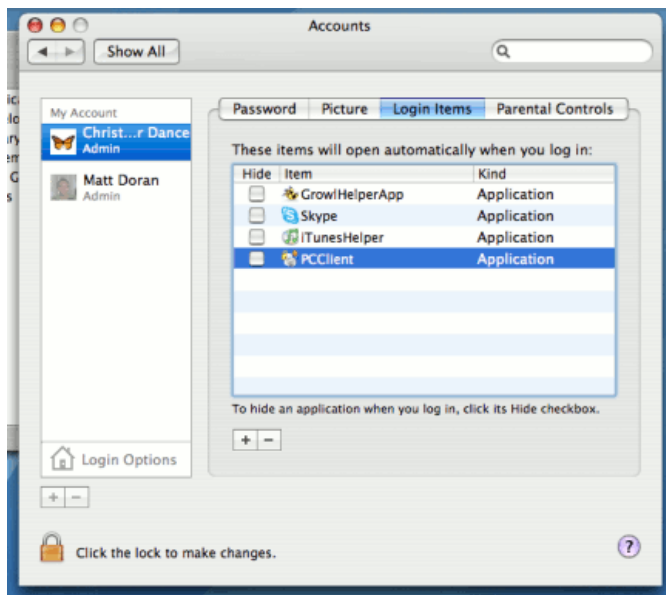 Accounts
Show All
My Account
Christ...r Dance
Admin
Matt Doran
Admin
Login Options
Password Picture Login Items Parental Controls
These items will open automatically when you log in:
Hide Item Kind
GrowlHelperApp Application
Skype Application
iTunesHelper Application
PCClient Application
To hide an application when you log in, click its Hide checkbox.
+ −
+ −
Click the lock to make changes.
?